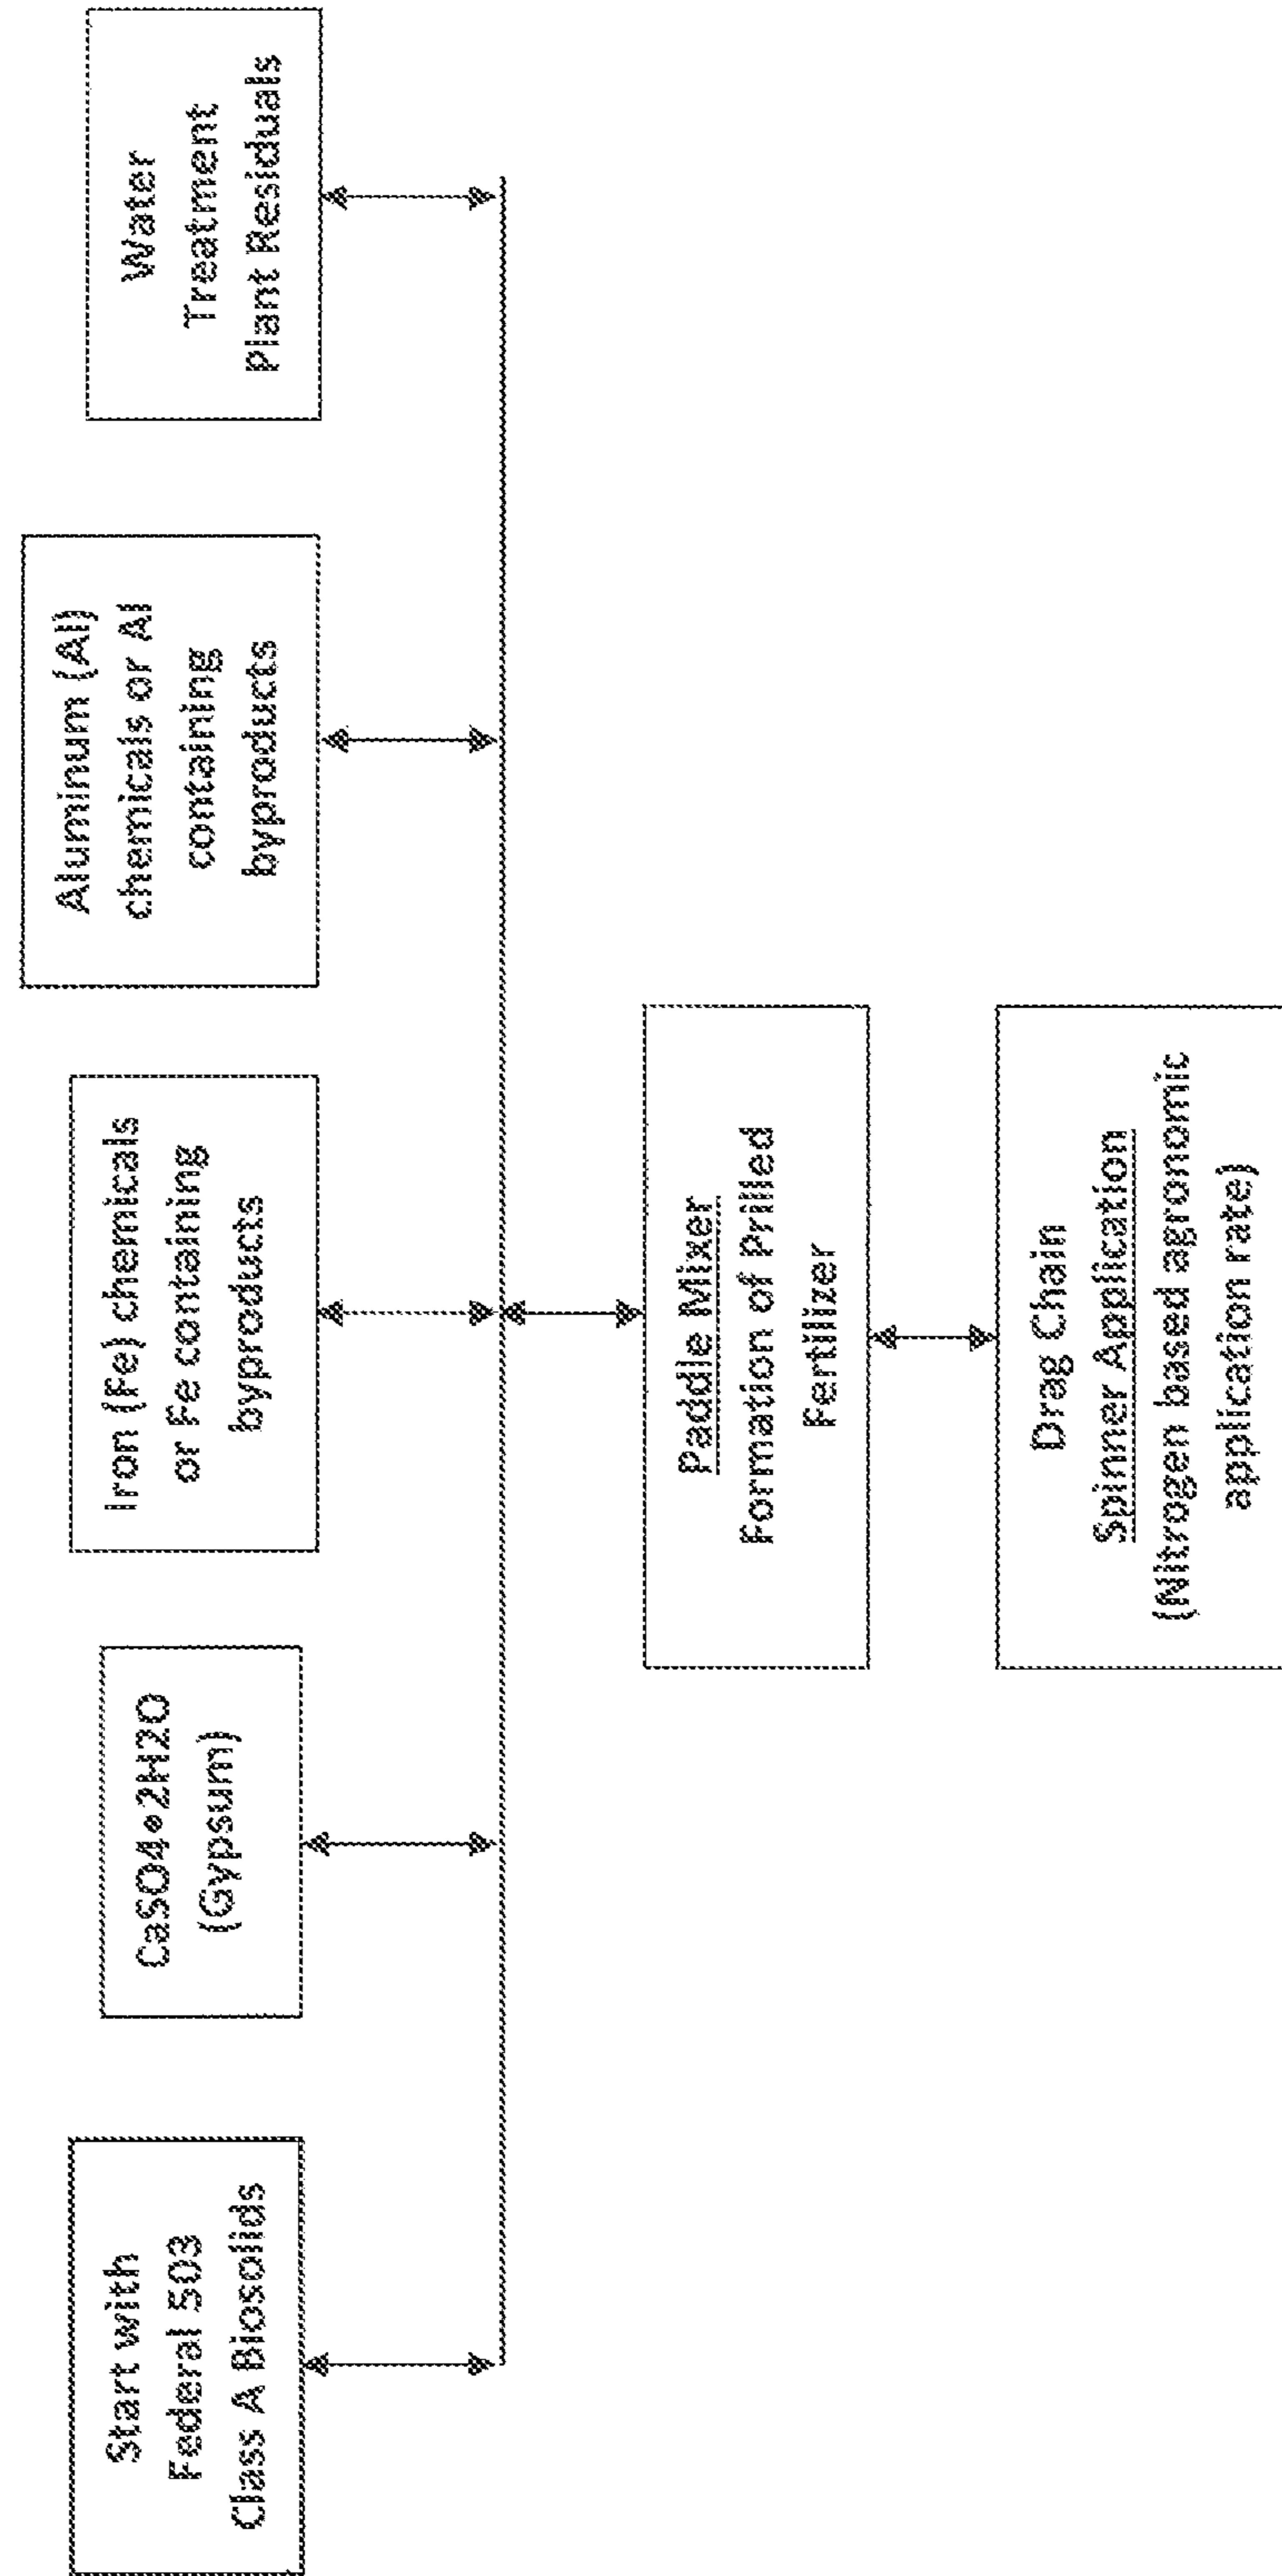 Start with
Federal 503
Class A Biosolids
CaSO4•2H2O
(Gypsum)
Iron (Fe) chemicals
or Fe containing
byproducts
Aluminum (Al)
chemicals or Al
containing
byproducts
Water
Treatment
Plant Residuals
Paddle Mixer
Formation of Prilled
Fertilizer
Drag Chain
Spinner Application
(Nitrogen based agronomic
application rate)